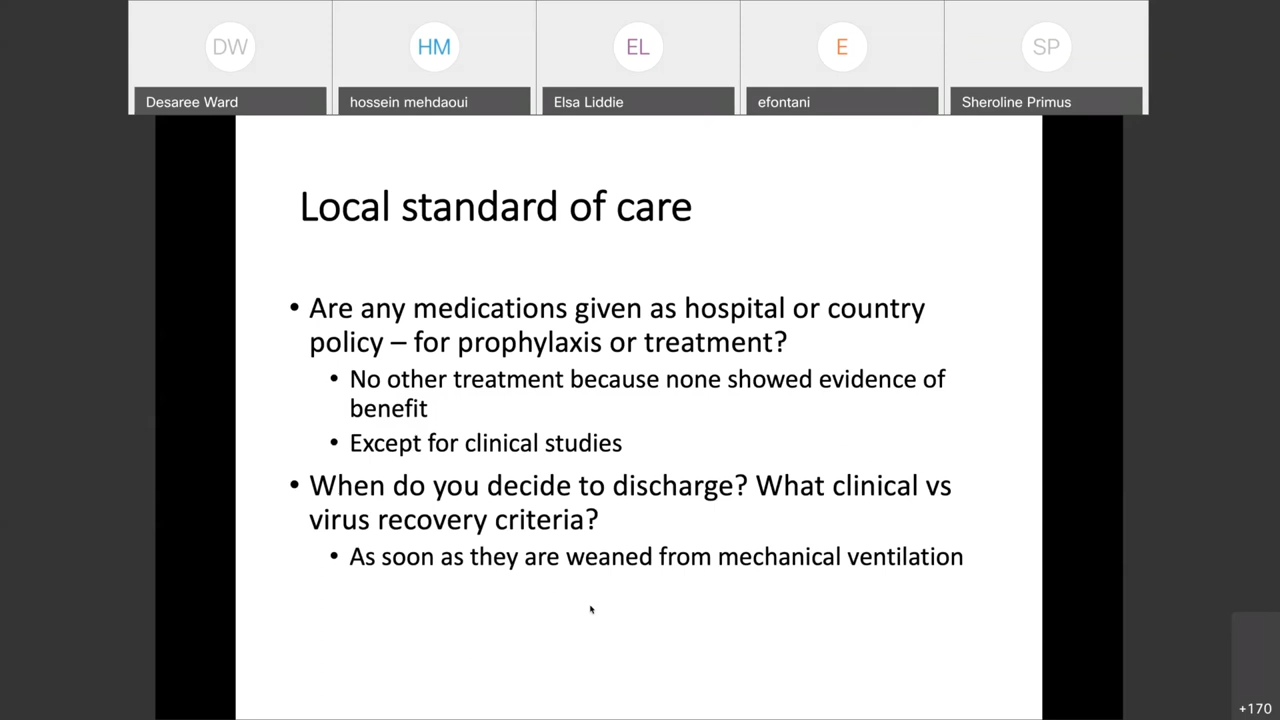 DW
HM
EL
E
SP
Desaree Ward
hossein mehdaoui
Elsa Liddie
efontani
Sheroline Primus
Local standard of care
• Are any medications given as hospital or country
policy – for prophylaxis or treatment?
• No other treatment because none showed evidence of
benefit
• Except for clinical studies
• When do you decide to discharge? What clinical vs
virus recovery criteria?
• As soon as they are weaned from mechanical ventilation
+170